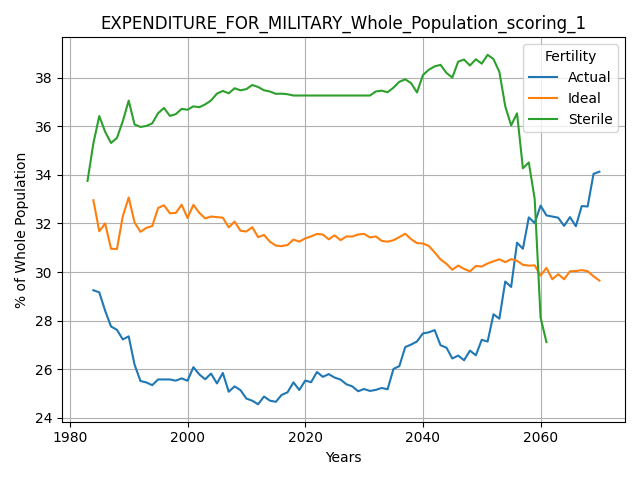 EXPENDITURE_FOR_MILITARY_Whole_Population_scoring_1
% of Whole Population
38
36
34
32
30
28
26
24
1980
2000
2020
2040
2060
Years
Fertility
Actual
Ideal
Sterile